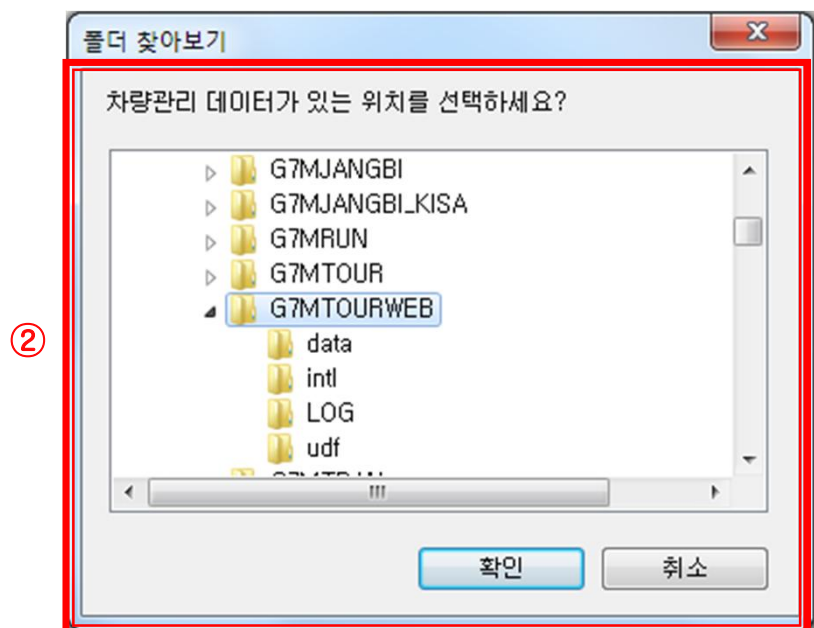 폴더 찾아보기
차량관리 데이터가 있는 위치를 선택하세요?
G7MJANGBI
G7MJANGBI_KISA
G7MRUN
G7MTOUR
G7MTOURWEB
②
data
intl
LOG
udf
확인
취소